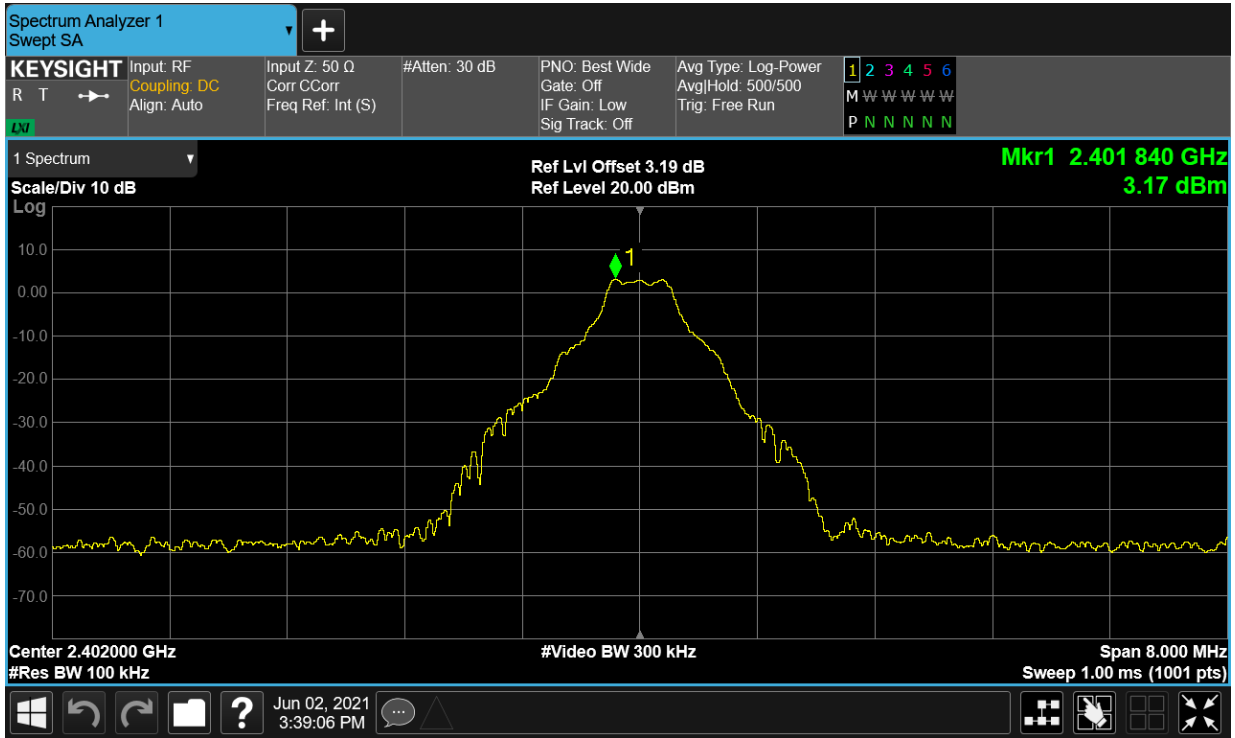 Spectrum Analyzer 1
Swept SA
KEYSIGHT
R T
LXI
Input: RF
Coupling: DC
Align: Auto
Input Z: 50 Ω
Corr CCorr
Freq Ref: Int (S)
#Atten: 30 dB
PNO: Best Wide
Gate: Off
IF Gain: Low
Sig Track: Off
Avg Type: Log-Power
Avg|Hold: 500/500
Trig: Free Run
1 2 3 4 5 6
M W W W W W
P N N N N N
1 Spectrum
Scale/Div 10 dB
Log
Ref Lvl Offset 3.19 dB
Ref Level 20.00 dBm
Mkr1 2.401 840 GHz
3.17 dBm
1
10.0
0.00
-10.0
-20.0
-30.0
-40.0
-50.0
-60.0
-70.0
Center 2.402000 GHz
#Res BW 100 kHz
#Video BW 300 kHz
Span 8.000 MHz
Sweep 1.00 ms (1001 pts)
?
Jun 02, 2021
3:39:06 PM